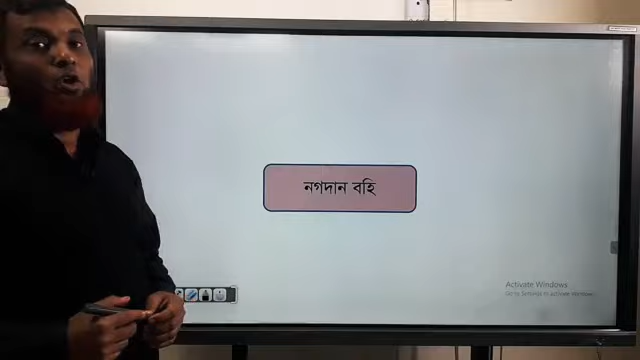 নগদান বহি
Activate Windows
Go to Settings to activate Windows.